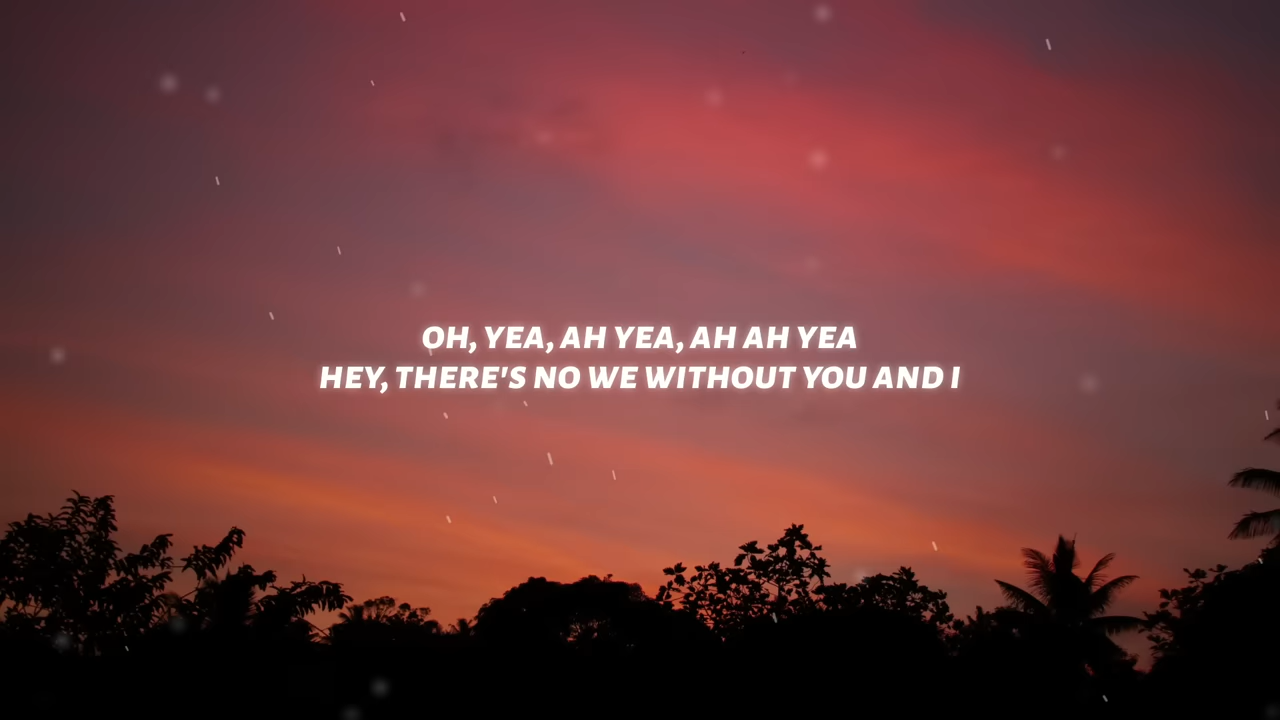 OH, YEA, AH YEA, AH AH YEA
HEY, THERE'S NO WE WITHOUT YOU AND I